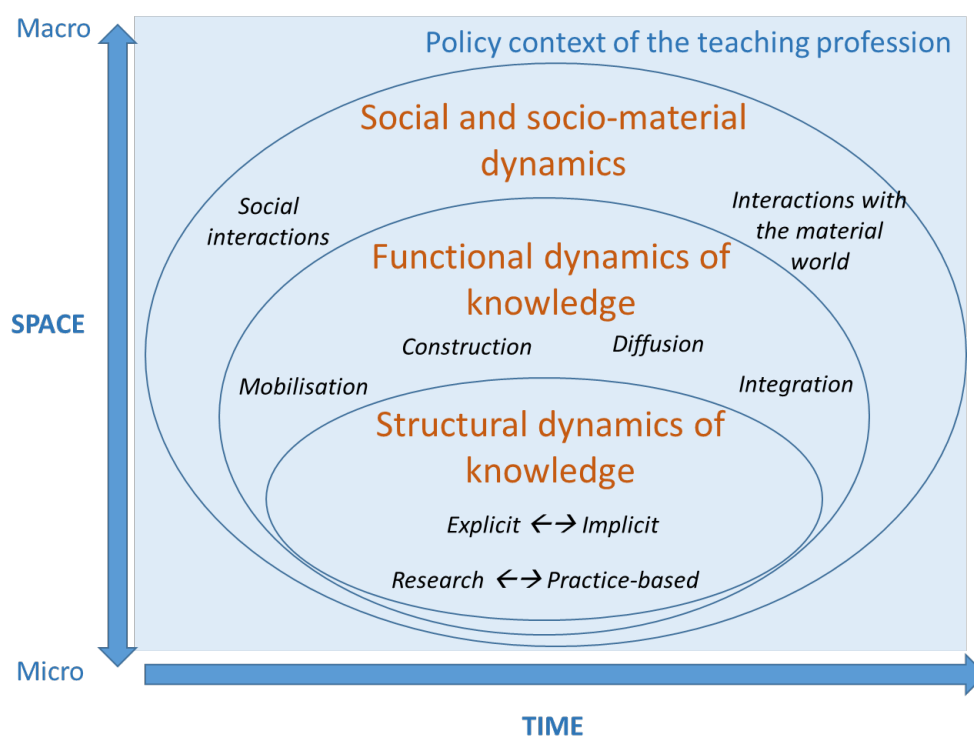 Macro
Policy context of the teaching profession
Social and socio-material
dynamics
Social
interactions
Interactions with
the material
world
Functional dynamics of
knowledge
SPACE
Construction
Diffusion
Mobilisation
Integration
Structural dynamics of
knowledge
Explicit ←→ Implicit
Research ←→ Practice-based
Micro
TIME